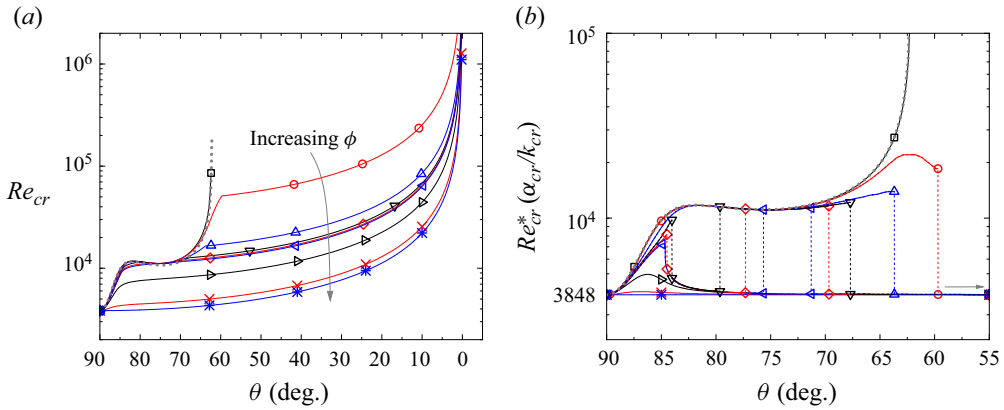 (a)
(b)
10^6
10^5
10^4
Re_cr
Increasing ϕ
90 80 70 60 50 40 30 20 10 0
θ (deg.)
10^5
10^4
3848
Re*_cr (α_cr/k_cr)
90 85 80 75 70 65 60 55
θ (deg.)